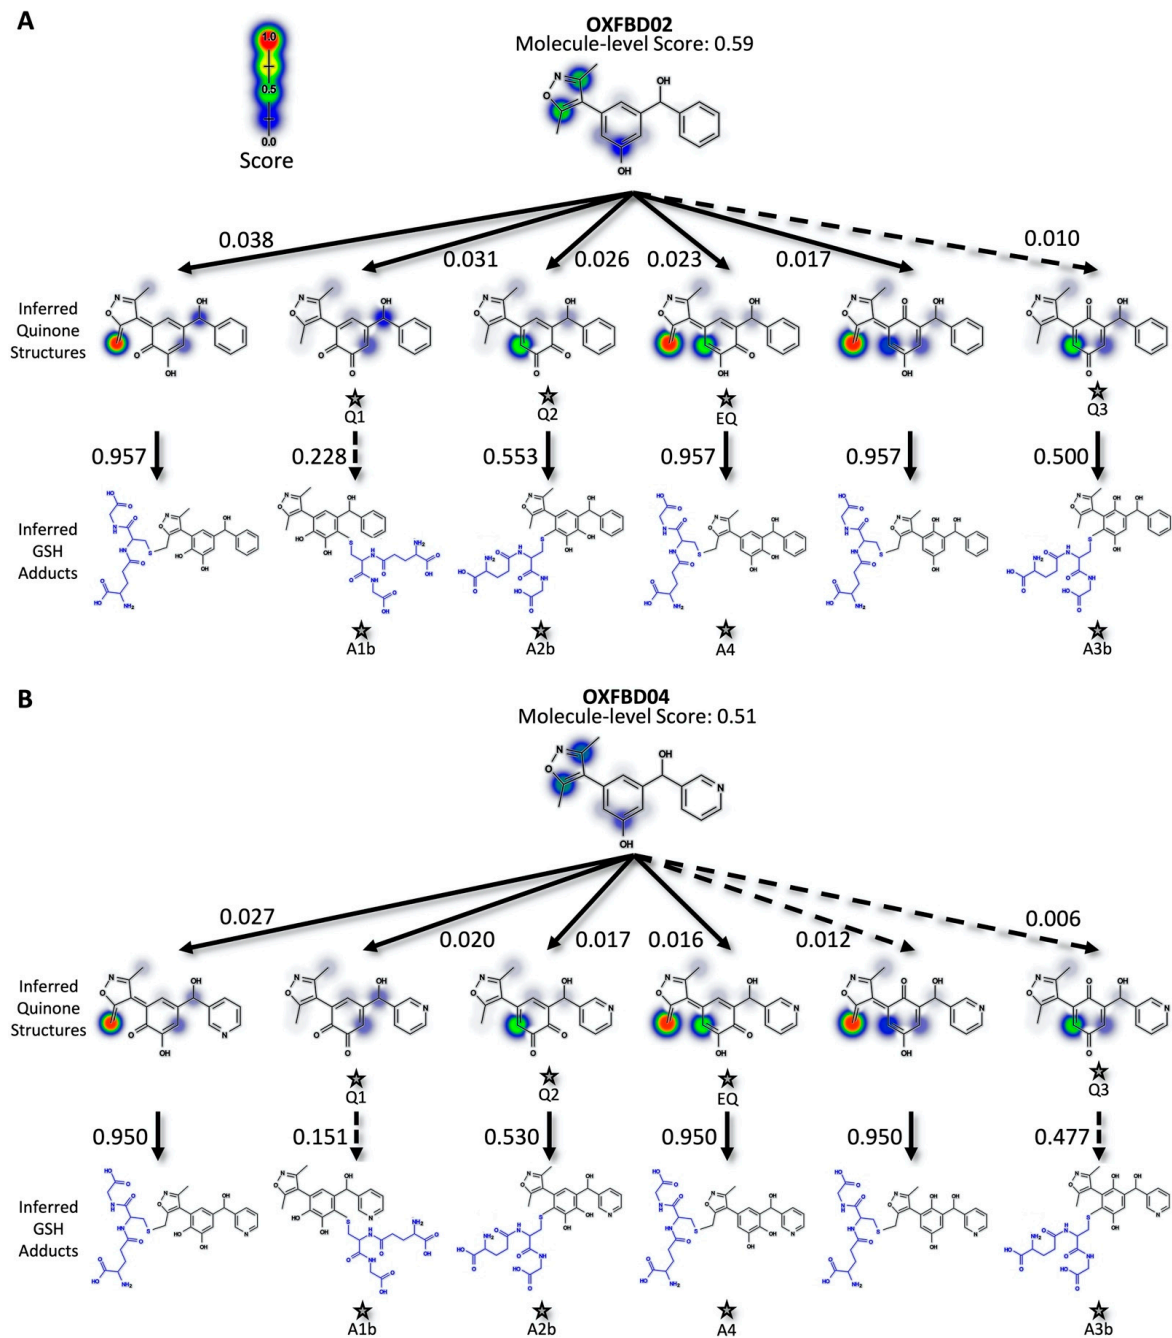 A
1.0
0.5
0.0
Score
OXFBD02
Molecule-level Score: 0.59
N
O
OH
OH
0.038
0.031
0.026
0.023
0.017
0.010
Inferred
Quinone
Structures
Q1
Q2
EQ
Q3
0.957
0.228
0.553
0.957
0.957
0.500
Inferred
GSH
Adducts
A1b
A2b
A4
A3b
B
OXFBD04
Molecule-level Score: 0.51
N
O
OH
N
OH
0.027
0.020
0.017
0.016
0.012
0.006
Inferred
Quinone
Structures
Q1
Q2
EQ
Q3
0.950
0.151
0.530
0.950
0.950
0.477
Inferred
GSH
Adducts
A1b
A2b
A4
A3b